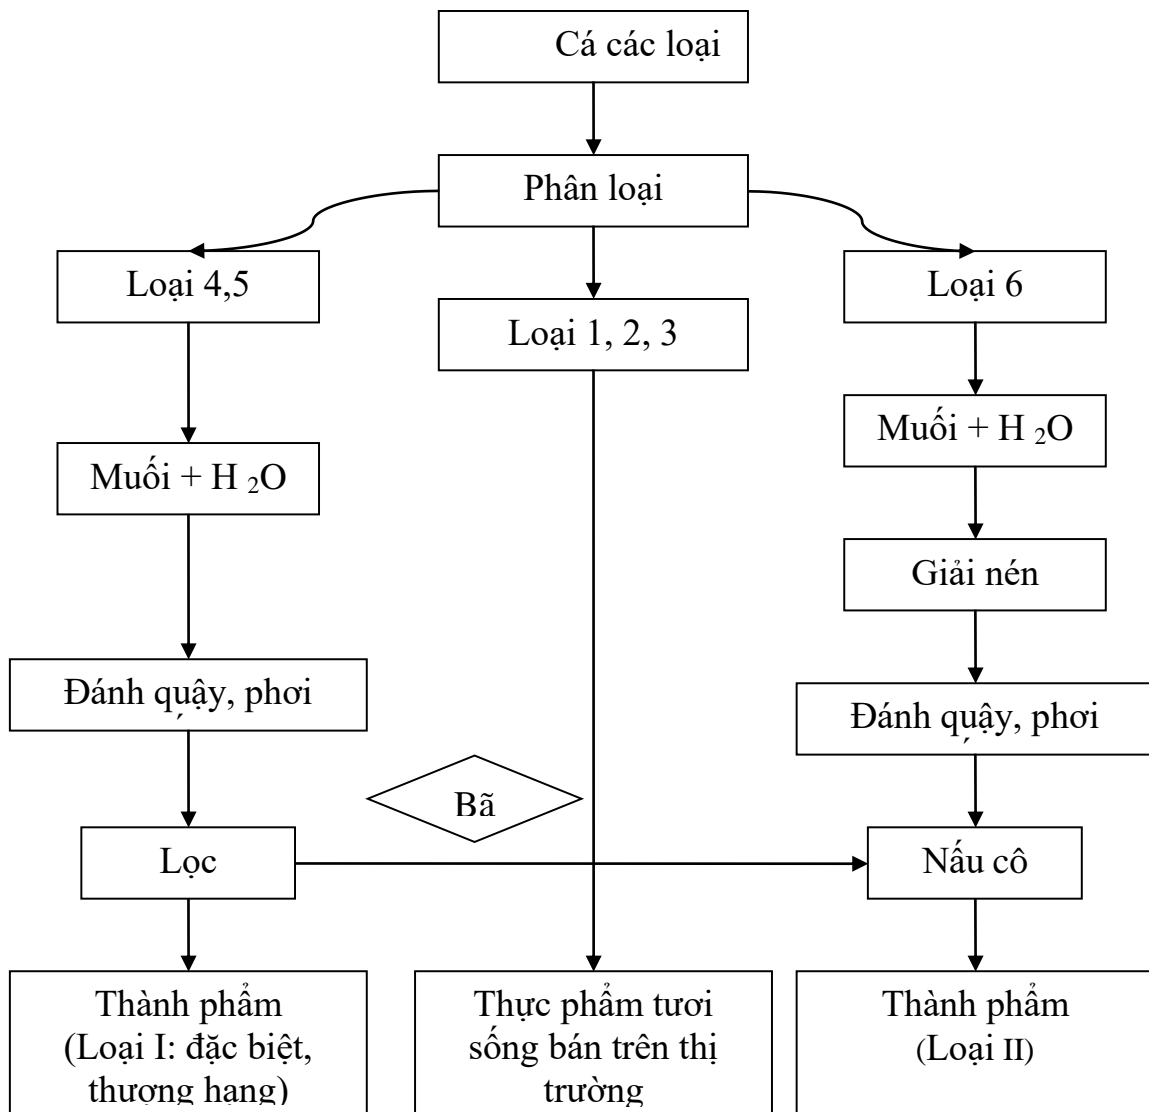 Cá các loại
Phân loại
Loại 4,5
Loại 1, 2, 3
Loại 6
Muối + H ₂O
Muối + H ₂O
Giải nén
Đánh quậy, phơi
Đánh quậy, phơi
Bã
Lọc
Nấu cô
Thành phẩm
(Loại I: đặc biệt,
thượng hạng)
Thực phẩm tươi
sống bán trên thị
trường
Thành phẩm
(Loại II)